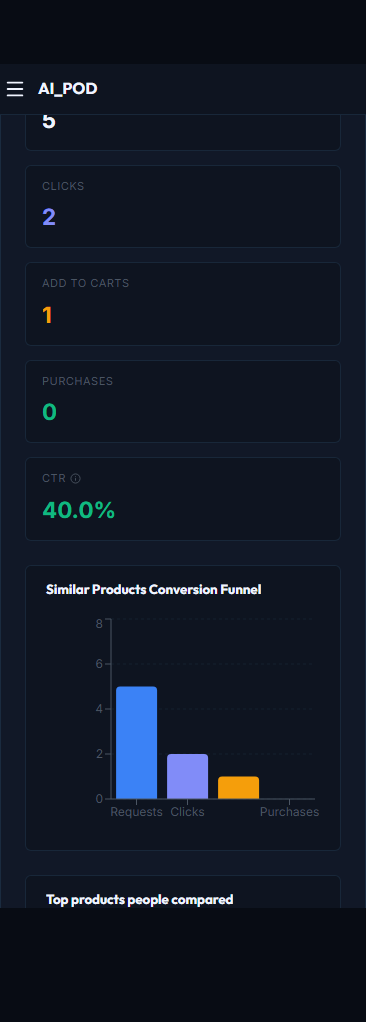 AI_POD
5
CLICKS
2
ADD TO CARTS
1
PURCHASES
0
CTR
40.0%
Similar Products Conversion Funnel
8
6
4
2
0
Requests Clicks Purchases
Top products people compared